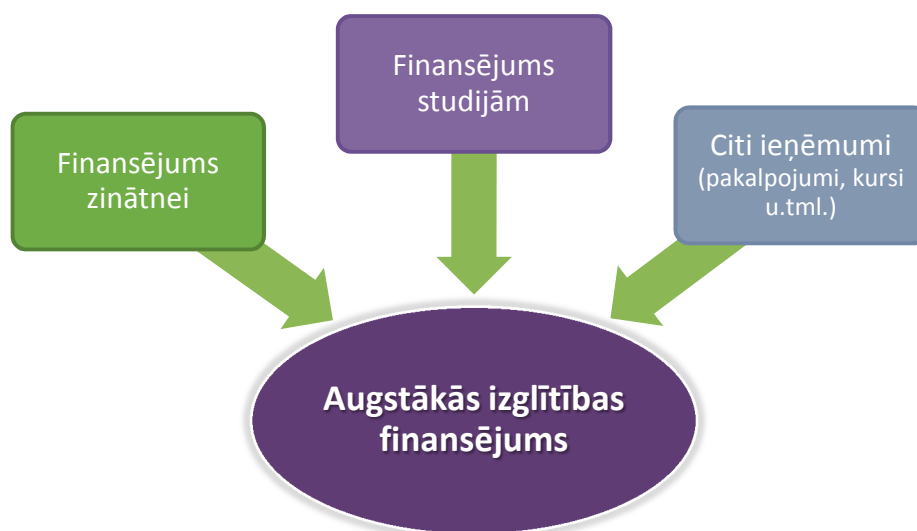 Finansējums
studijām
Finansējums
zinātnei
Citi ieņēmumi
(pakalpojumi, kursi
u.tml.)
Augstākās izglītības
finansējums